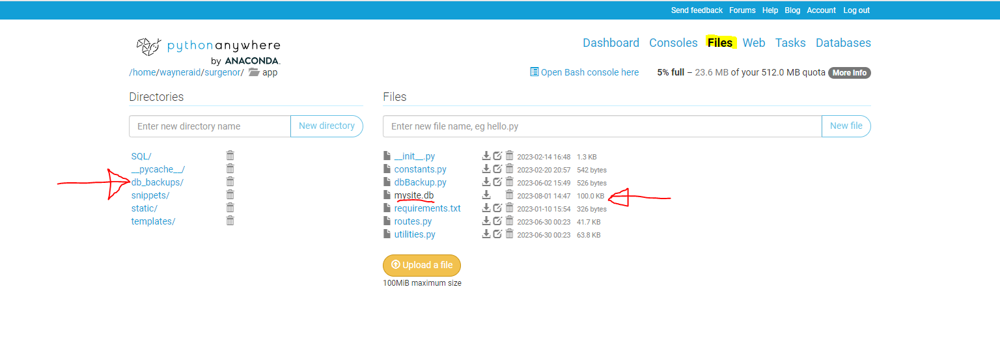 Send feedback Forums Help Blog Account Log out
pythonanywhere
by ANACONDA.
Dashboard Consoles Files Web Tasks Databases
/home/wayneraid/surgenor/ app
Open Bash console here 5% full – 23.6 MB of your 512.0 MB quota More Info
Directories
Enter new directory name New directory
SQL/
__pycache__/
db_backups/
snippets/
static/
templates/
Files
Enter new file name, eg hello.py New file
__init__.py 2023-02-14 16:48 1.3 KB
constants.py 2023-02-20 20:57 542 bytes
dbBackup.py 2023-06-02 15:49 526 bytes
mysite.db 2023-08-01 14:47 100.0 KB
requirements.txt 2023-01-10 15:54 326 bytes
routes.py 2023-06-30 00:23 41.7 KB
utilities.py 2023-06-30 00:23 63.8 KB
Upload a file
100MiB maximum size